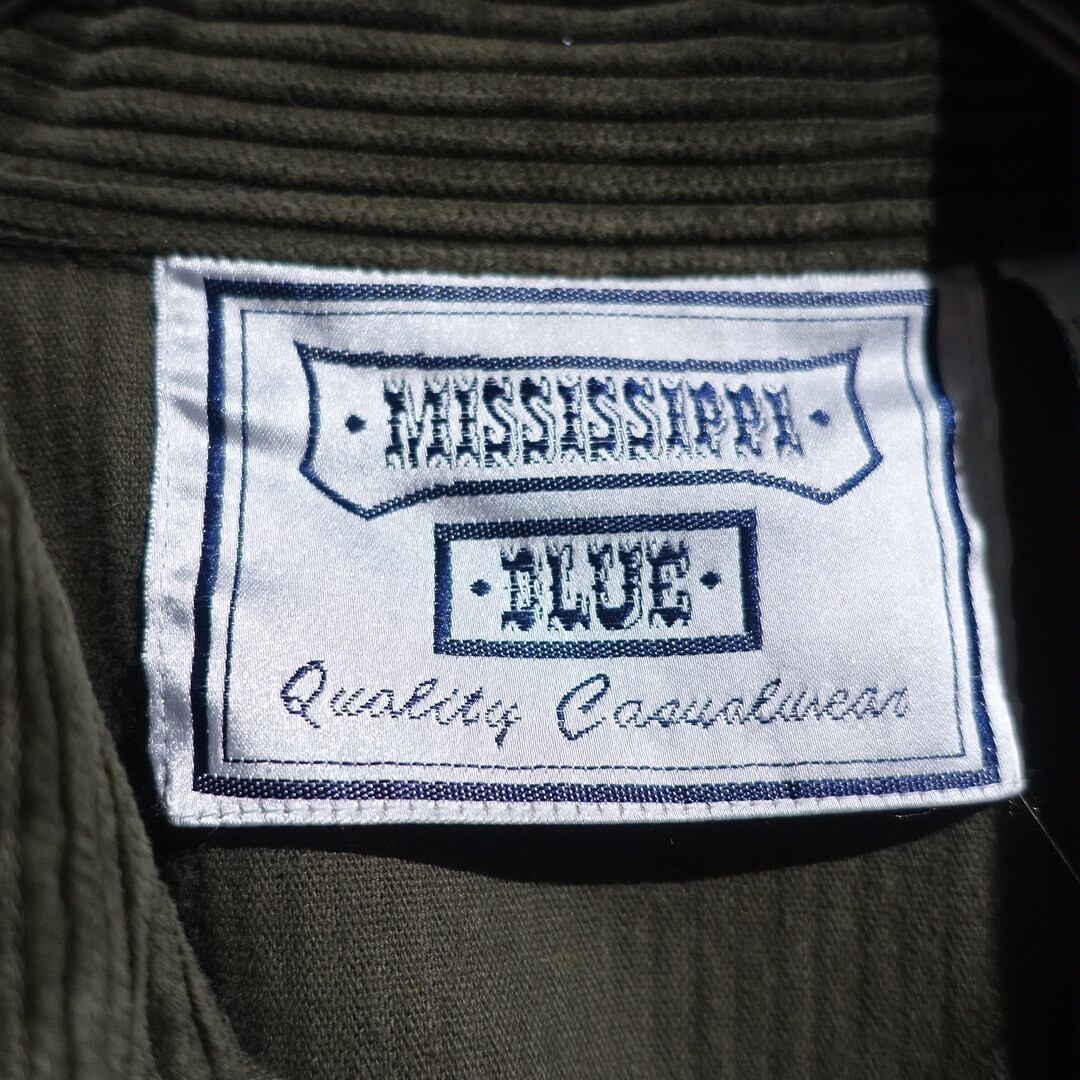 • MISSISSIPPI •
• BLUE •
Quality Casualwear